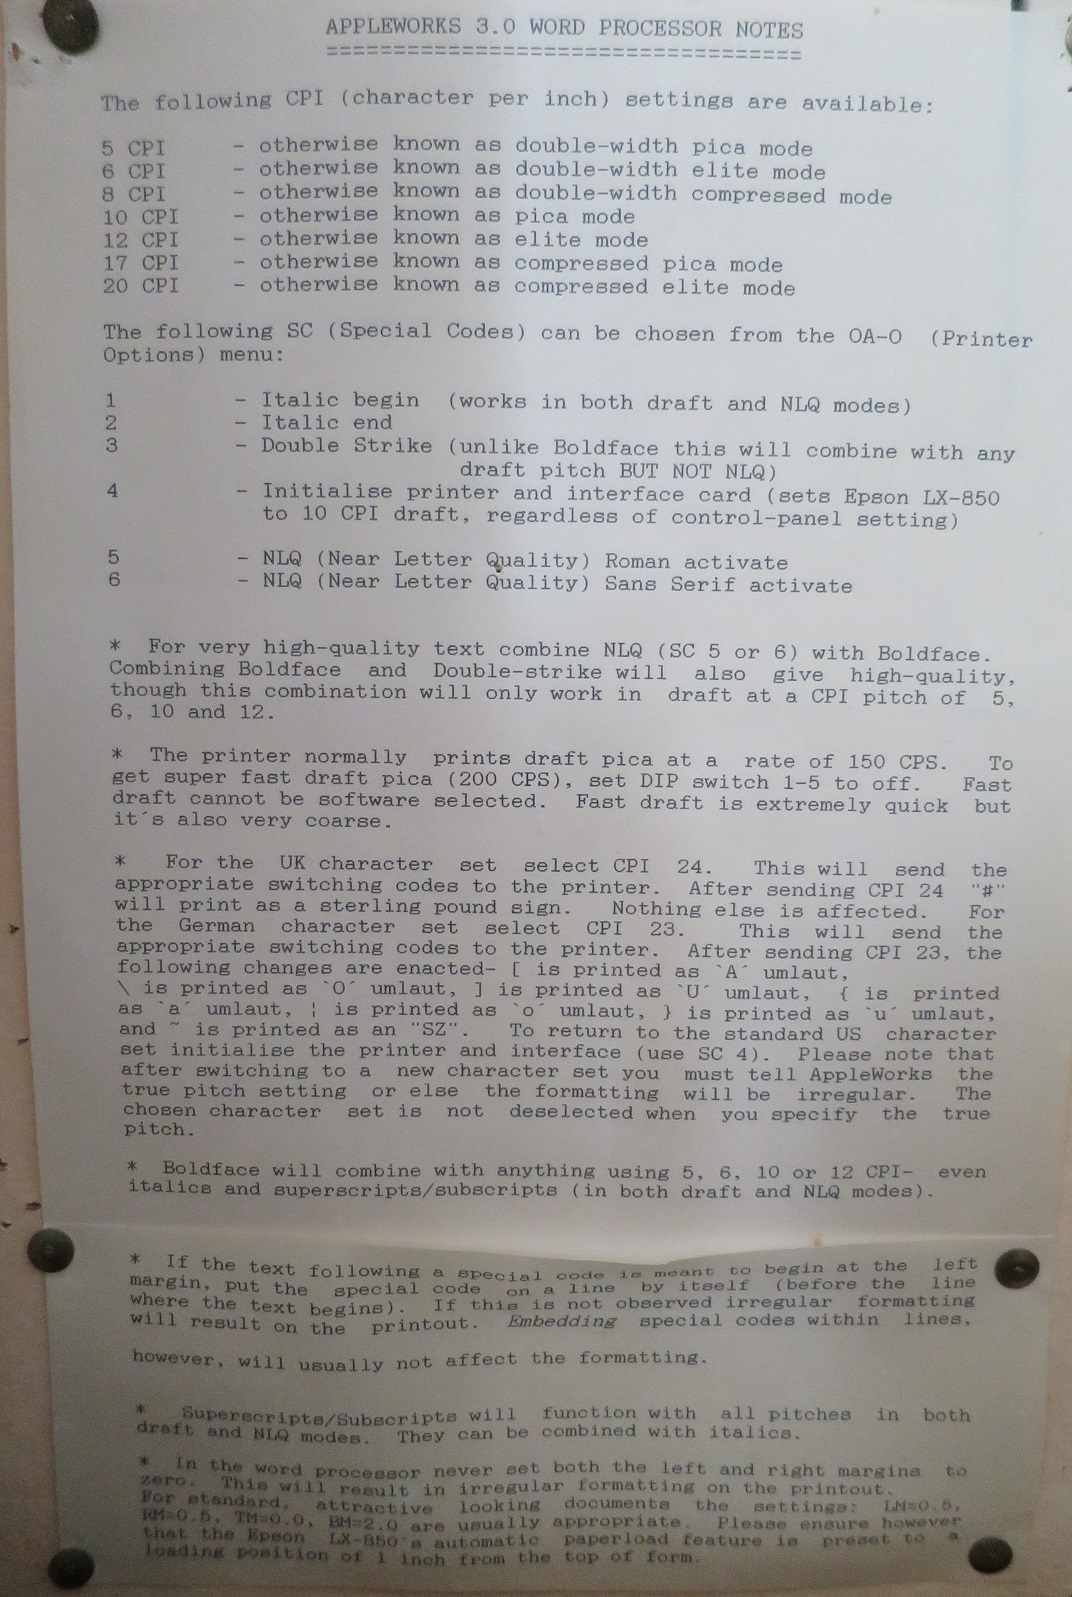 APPLEWORKS 3.0 WORD PROCESSOR NOTES
===================================
The following CPI (character per inch) settings are available:
5 CPI - otherwise known as double-width pica mode
6 CPI - otherwise known as double-width elite mode
8 CPI - otherwise known as double-width compressed mode
10 CPI - otherwise known as pica mode
12 CPI - otherwise known as elite mode
17 CPI - otherwise known as compressed pica mode
20 CPI - otherwise known as compressed elite mode
The following SC (Special Codes) can be chosen from the OA-O (Printer
Options) menu:
1 - Italic begin (works in both draft and NLQ modes)
2 - Italic end
3 - Double Strike (unlike Boldface this will combine with any
draft pitch BUT NOT NLQ)
4 - Initialise printer and interface card (sets Epson LX-850
to 10 CPI draft, regardless of control-panel setting)
5 - NLQ (Near Letter Quality) Roman activate
6 - NLQ (Near Letter Quality) Sans Serif activate
* For very high-quality text combine NLQ (SC 5 or 6) with Boldface.
Combining Boldface and Double-strike will also give high-quality,
though this combination will only work in draft at a CPI pitch of 5,
6, 10 and 12.
* The printer normally prints draft pica at a rate of 150 CPS. To
get super fast draft pica (200 CPS), set DIP switch 1-5 to off. Fast
draft cannot be software selected. Fast draft is extremely quick but
it´s also very coarse.
* For the UK character set select CPI 24. This will send the
appropriate switching codes to the printer. After sending CPI 24 "#"
will print as a sterling pound sign. Nothing else is affected. For
the German character set select CPI 23. This will send the
appropriate switching codes to the printer. After sending CPI 23, the
following changes are enacted- [ is printed as `A´ umlaut,
\ is printed as `O´ umlaut, ] is printed as `U´ umlaut, { is printed
as `a´ umlaut, ¦ is printed as `o´ umlaut, } is printed as `u´ umlaut,
and ~ is printed as an "SZ". To return to the standard US character
set initialise the printer and interface (use SC 4). Please note that
after switching to a new character set you must tell AppleWorks the
true pitch setting or else the formatting will be irregular. The
chosen character set is not deselected when you specify the true
pitch.
* Boldface will combine with anything using 5, 6, 10 or 12 CPI- even
italics and superscripts/subscripts (in both draft and NLQ modes).
* If the text following a special code is meant to begin at the left
margin, put the special code on a line by itself (before the line
where the text begins). If this is not observed irregular formatting
will result on the printout. Embedding special codes within lines,
however, will usually not affect the formatting.
* Superscripts/Subscripts will function with all pitches in both
draft and NLQ modes. They can be combined with italics.
* In the word processor never set both the left and right margins to
zero. This will result in irregular formatting on the printout.
For standard, attractive looking documents the settings: LM=0.5,
RM=0.5, TM=0.0, BM=2.0 are usually appropriate. Please ensure however
that the Epson LX-850´s automatic paperload feature is preset to a
loading position of 1 inch from the top of form.